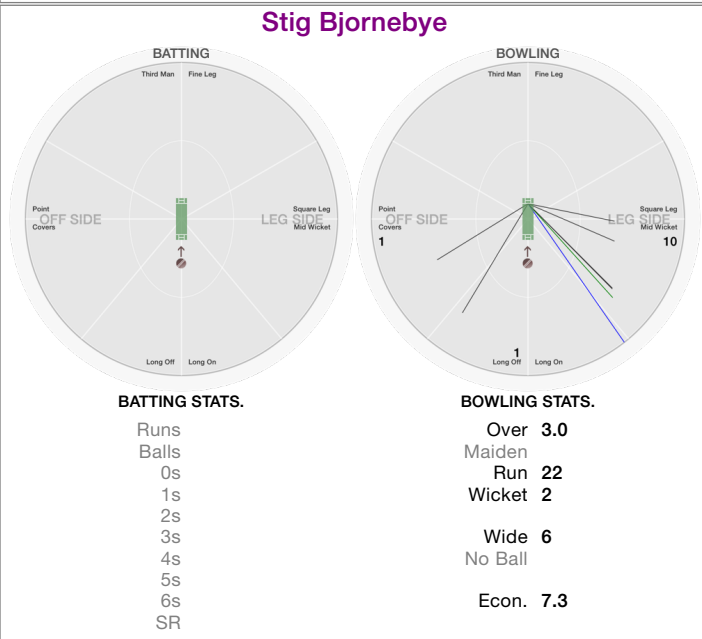 Stig Bjornebye
BATTING
Third Man Fine Leg
Point
OFF SIDE
Covers
Square Leg
LEG SIDE
Mid Wicket
Long Off Long On
BOWLING
Third Man Fine Leg
Point
OFF SIDE
Covers
1
Square Leg
LEG SIDE
Mid Wicket
10
1
Long Off Long On
BATTING STATS.
Runs
Balls
0s
1s
2s
3s
4s
5s
6s
SR
BOWLING STATS.
Over 3.0
Maiden
Run 22
Wicket 2
Wide 6
No Ball
Econ. 7.3